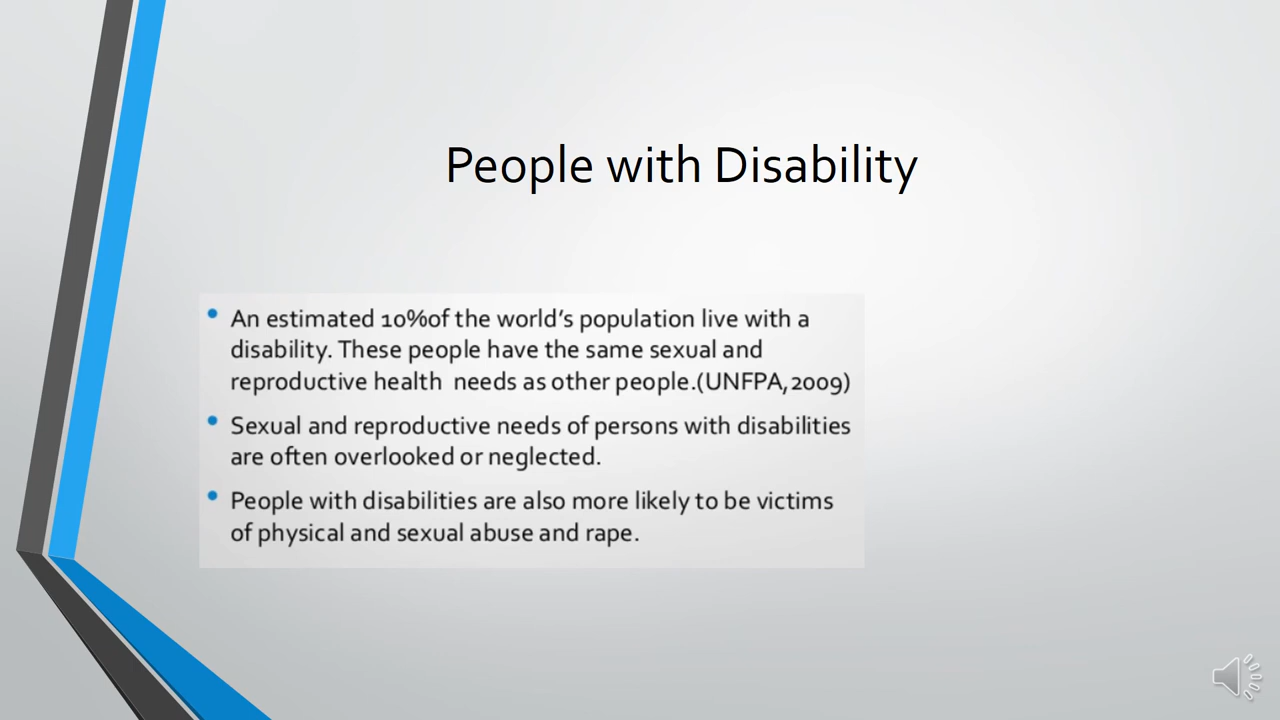 People with Disability
• An estimated 10%of the world's population live with a
disability. These people have the same sexual and
reproductive health  needs as other people.(UNFPA,2009)
• Sexual and reproductive needs of persons with disabilities
are often overlooked or neglected.
• People with disabilities are also more likely to be victims
of physical and sexual abuse and rape.